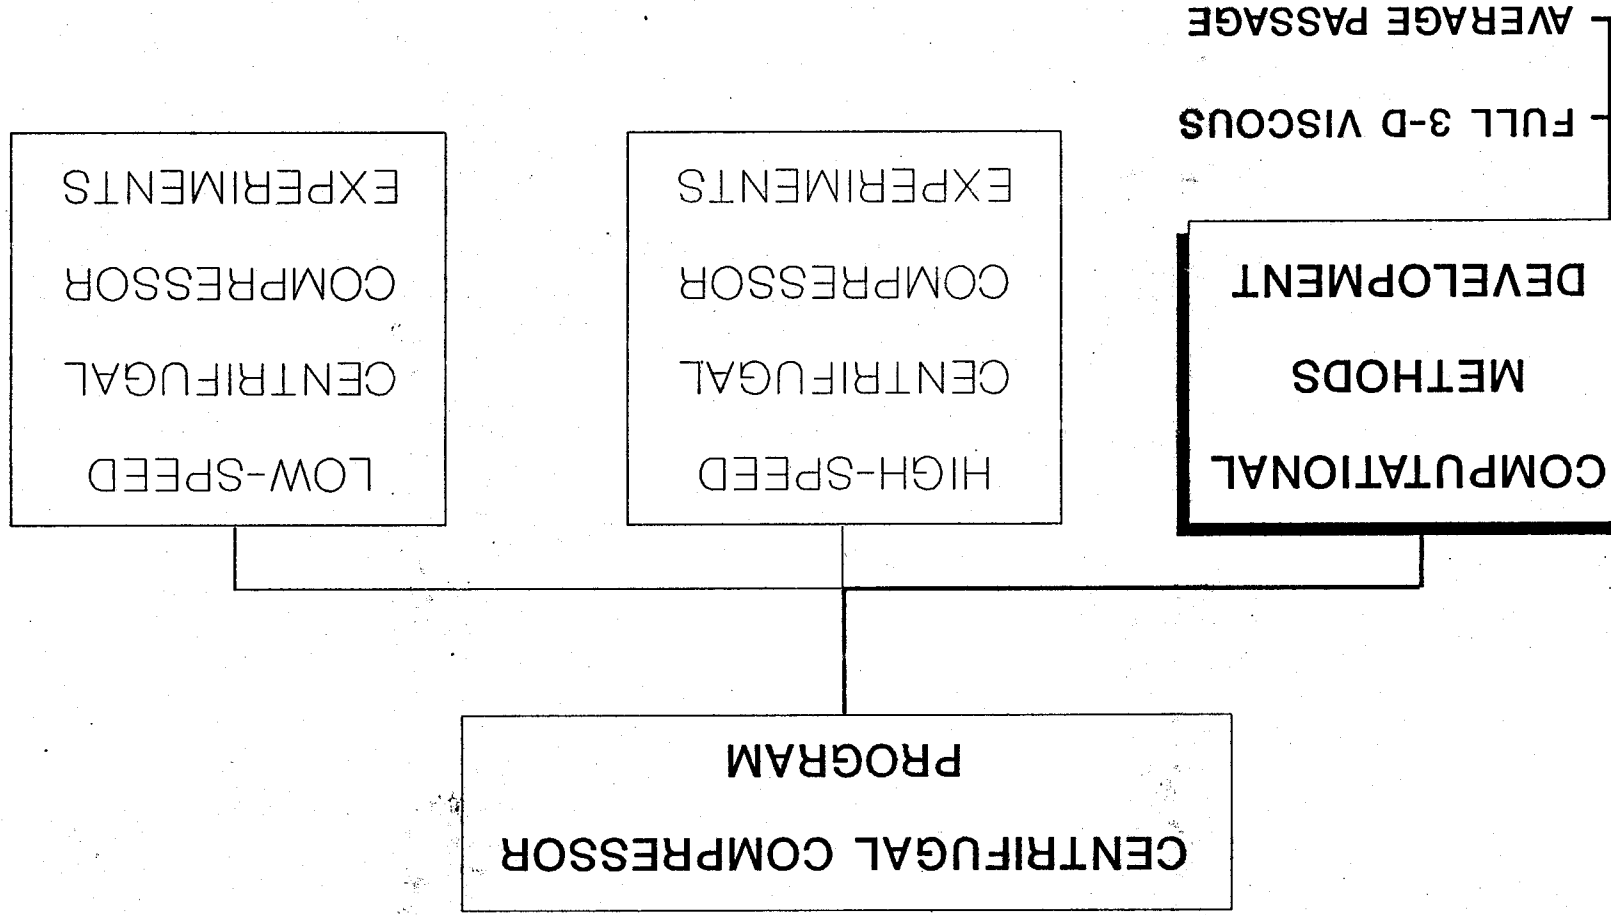 CENTRIFUGAL COMPRESSOR
PROGRAM
COMPUTATIONAL
METHODS
DEVELOPMENT
FULL 3-D VISCOUS
AVERAGE PASSAGE
HIGH-SPEED
CENTRIFUGAL
COMPRESSOR
EXPERIMENTS
LOW-SPEED
CENTRIFUGAL
COMPRESSOR
EXPERIMENTS